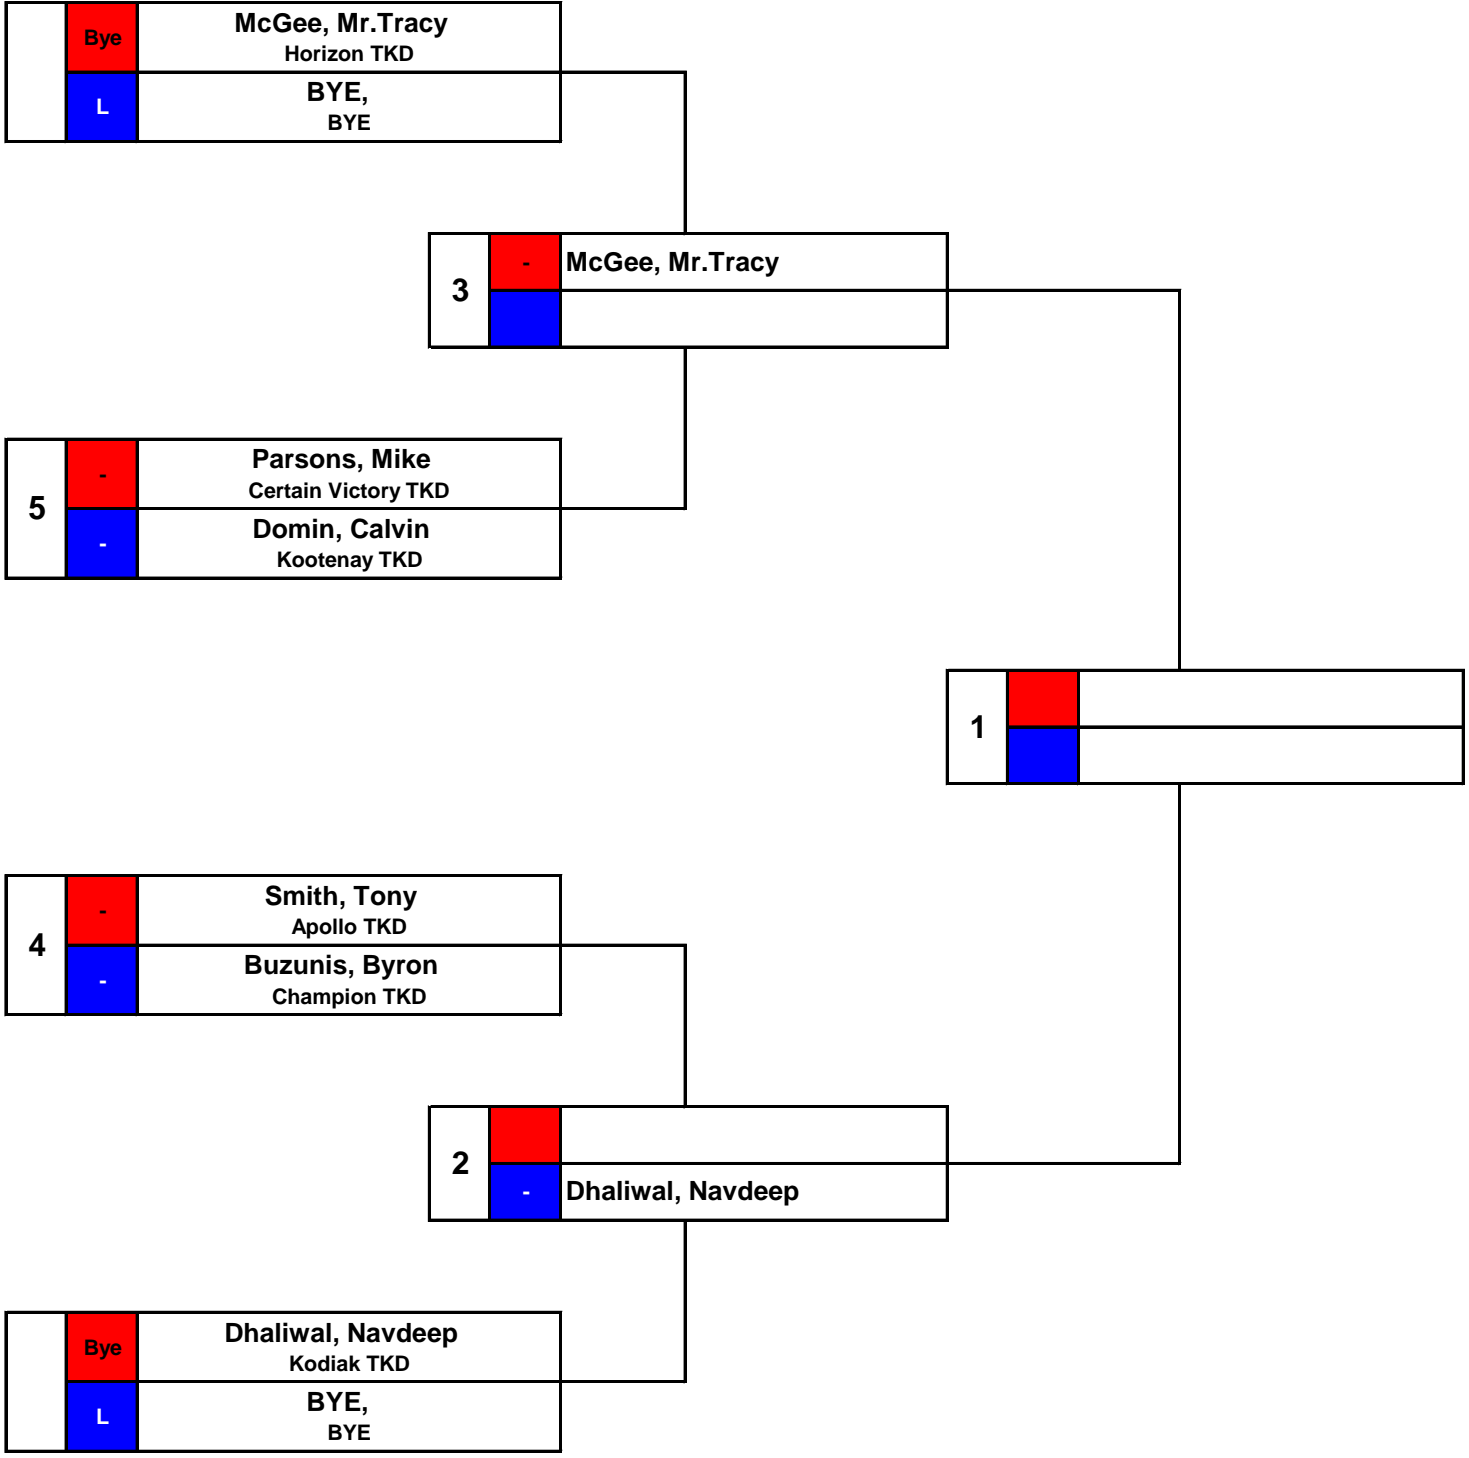 Bye
McGee, Mr.Tracy
Horizon TKD
L
BYE,
BYE
3
-
McGee, Mr.Tracy
5
-
Parsons, Mike
Certain Victory TKD
-
Domin, Calvin
Kootenay TKD
1
4
-
Smith, Tony
Apollo TKD
-
Buzunis, Byron
Champion TKD
2
-
Dhaliwal, Navdeep
Bye
Dhaliwal, Navdeep
Kodiak TKD
L
BYE,
BYE